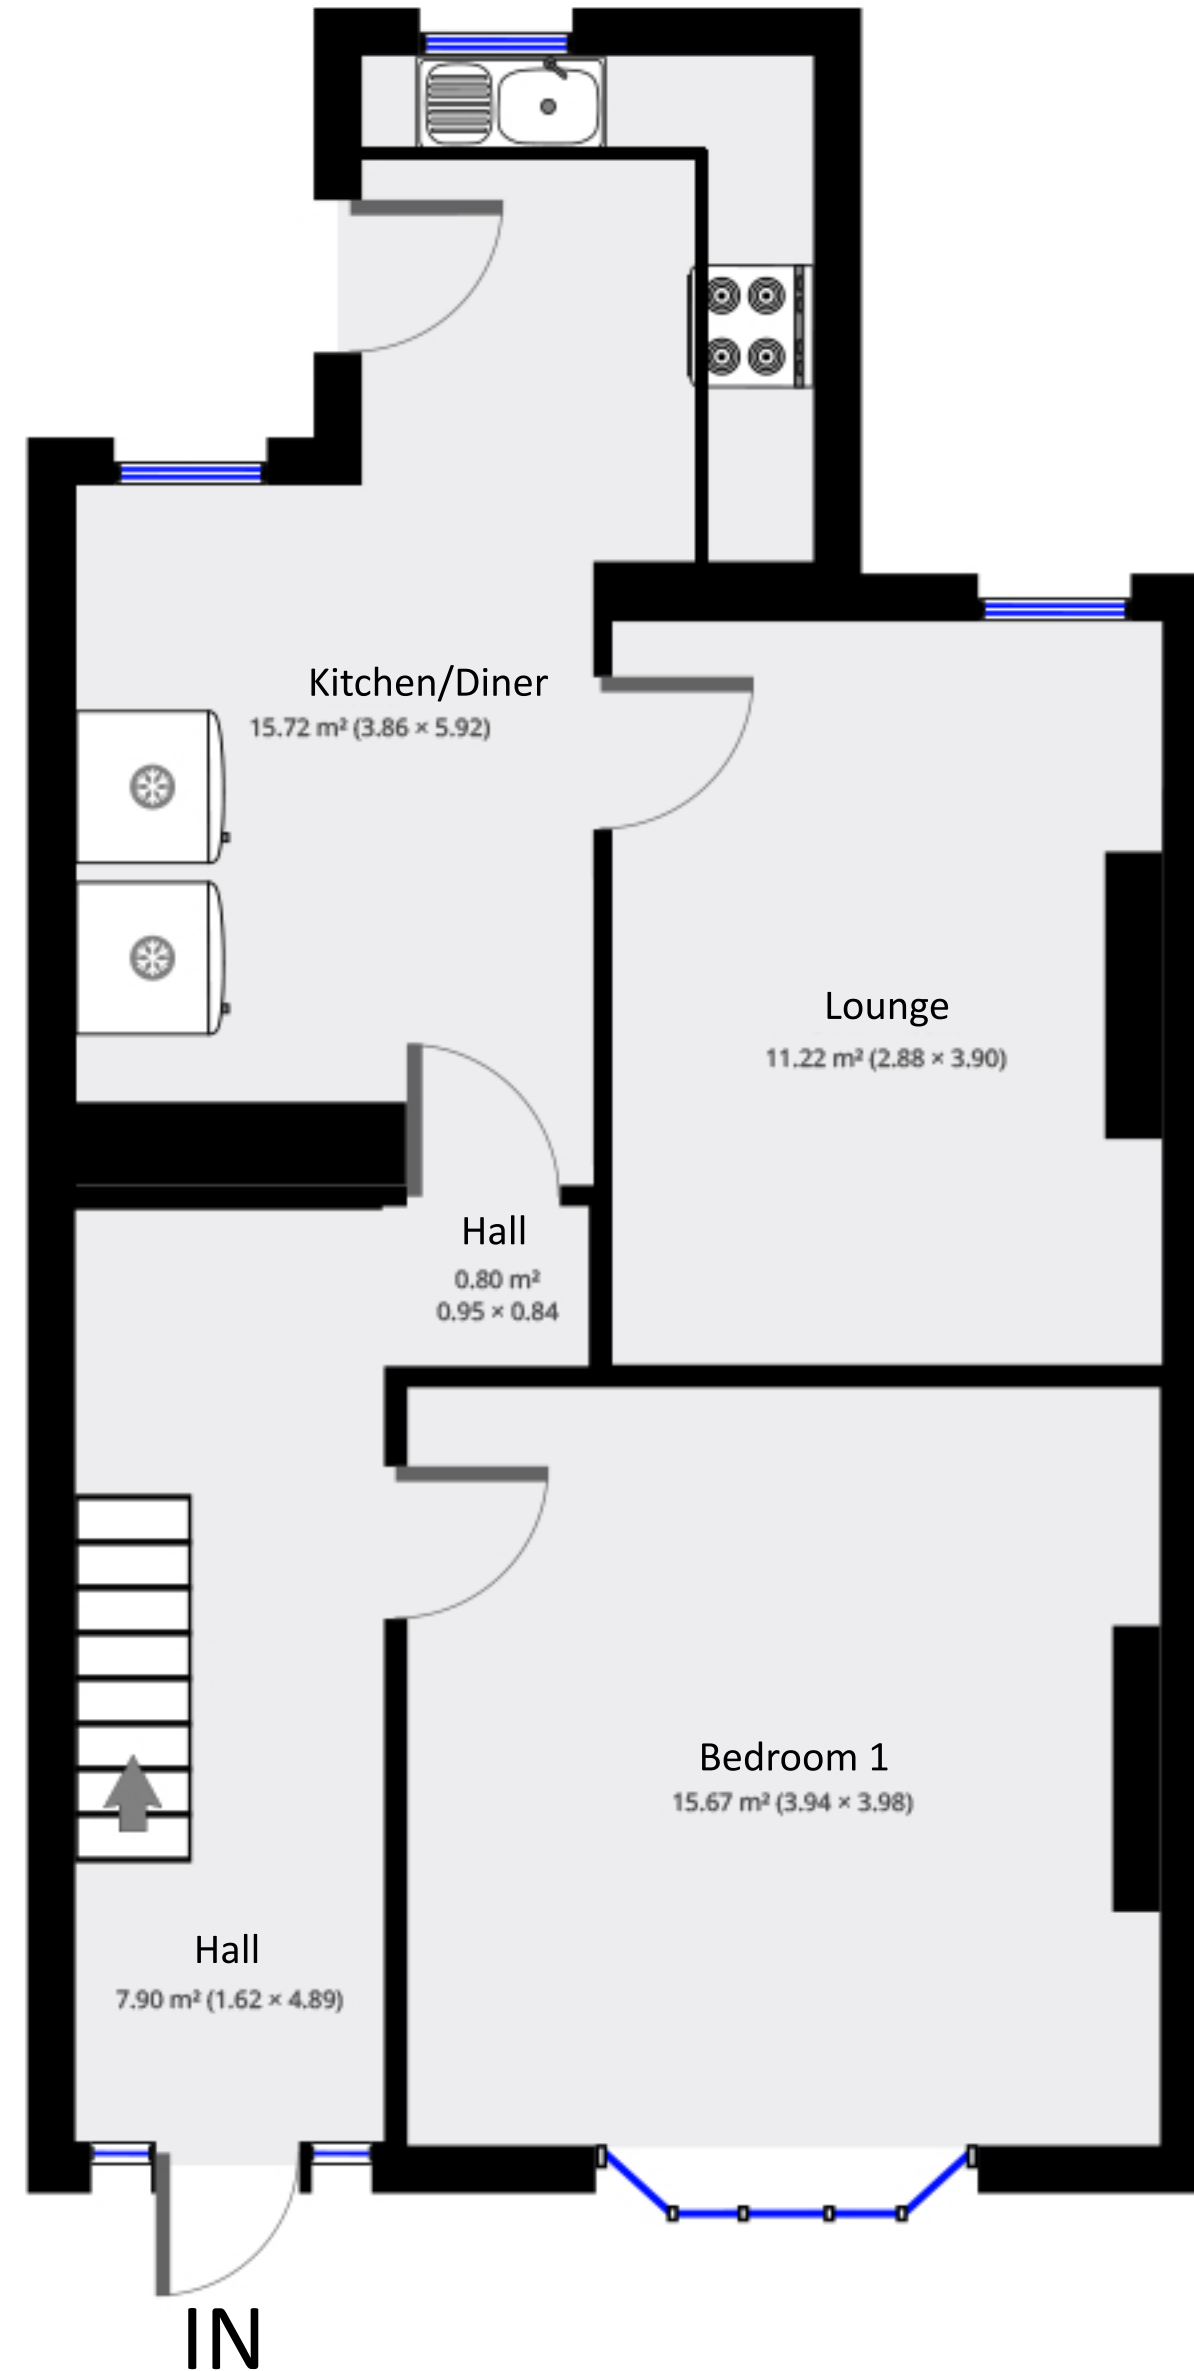 Kitchen/Diner
15.72 m² (3.86 × 5.92)
Lounge
11.22 m² (2.88 × 3.90)
Hall
0.80 m²
0.95 × 0.84
Bedroom 1
15.67 m² (3.94 × 3.98)
Hall
7.90 m² (1.62 × 4.89)
IN